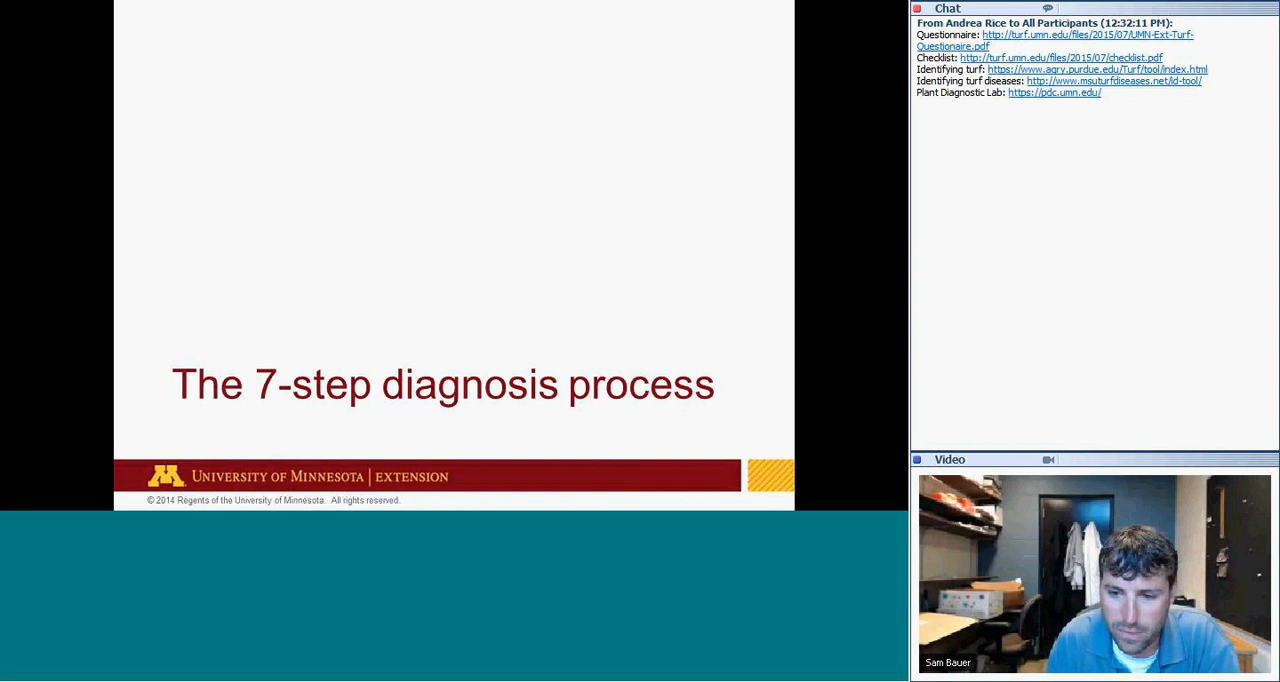 The 7-step diagnosis process
UNIVERSITY OF MINNESOTA | EXTENSION
© 2014 Regents of the University of Minnesota. All rights reserved.
Chat
From Andrea Rice to All Participants (12:32:11 PM):
Questionnaire: http://turf.umn.edu/files/2015/07/UMN-Ext-Turf-
Questionaire.pdf
Checklist: http://turf.umn.edu/files/2015/07/checklist.pdf
Identifying turf: https://www.agry.purdue.edu/Turf/tool/index.html
Identifying turf diseases: http://www.msuturfdiseases.net/id-tool/
Plant Diagnostic Lab: https://pdc.umn.edu/
Video
Sam Bauer